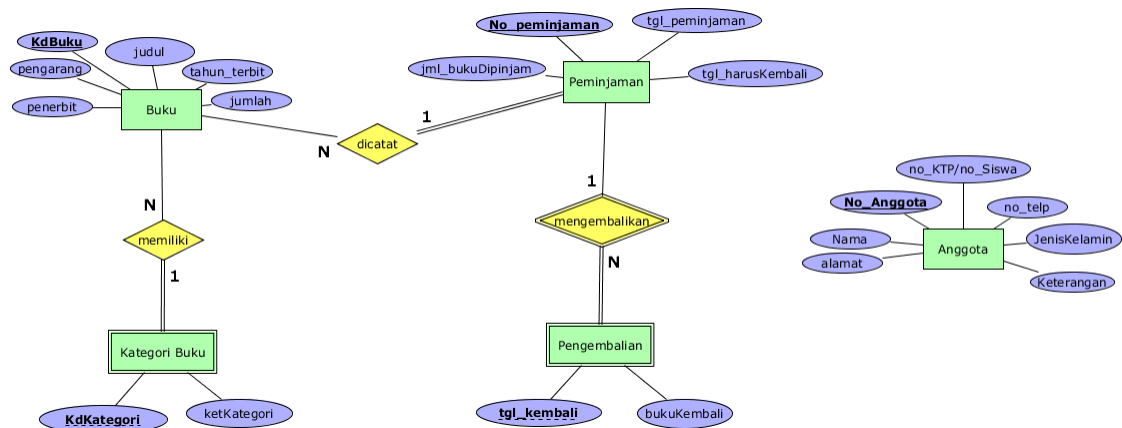 No_peminjaman
tgl_peminjaman
KdBuku
judul
pengarang
tahun_terbit
jml_bukuDipinjam
tgl_harusKembali
Peminjaman
penerbit
jumlah
Buku
1
dicatat
N
no_KTP/no_Siswa
1
No_Anggota
no_telp
N
mengembalikan
memiliki
Nama
JenisKelamin
Anggota
alamat
N
1
Keterangan
Kategori Buku
Pengembalian
KdKategori
ketKategori
tgl_kembali
bukuKembali